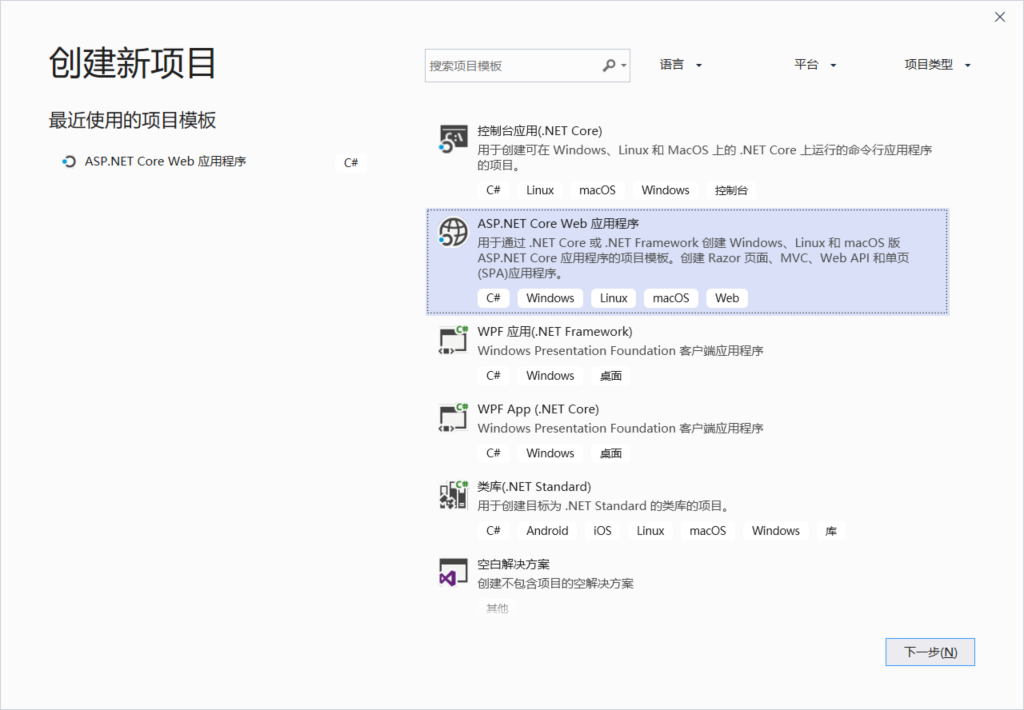 创建新项目
最近使用的项目模板
ASP.NET Core Web 应用程序 C#
搜索项目模板 语言 平台 项目类型
控制台应用(.NET Core)
用于创建可在 Windows、Linux 和 MacOS 上的 .NET Core 上运行的命令行应用程序
的项目。
C# Linux macOS Windows 控制台
ASP.NET Core Web 应用程序
用于通过 .NET Core 或 .NET Framework 创建 Windows、Linux 和 macOS 版
ASP.NET Core 应用程序的项目模板。创建 Razor 页面、MVC、Web API 和单页
(SPA)应用程序。
C# Windows Linux macOS Web
WPF 应用(.NET Framework)
Windows Presentation Foundation 客户端应用程序
C# Windows 桌面
WPF App (.NET Core)
Windows Presentation Foundation 客户端应用程序
C# Windows 桌面
类库(.NET Standard)
用于创建目标为 .NET Standard 的类库的项目。
C# Android iOS Linux macOS Windows 库
空白解决方案
创建不包含项目的空解决方案
其他
下一步(N)